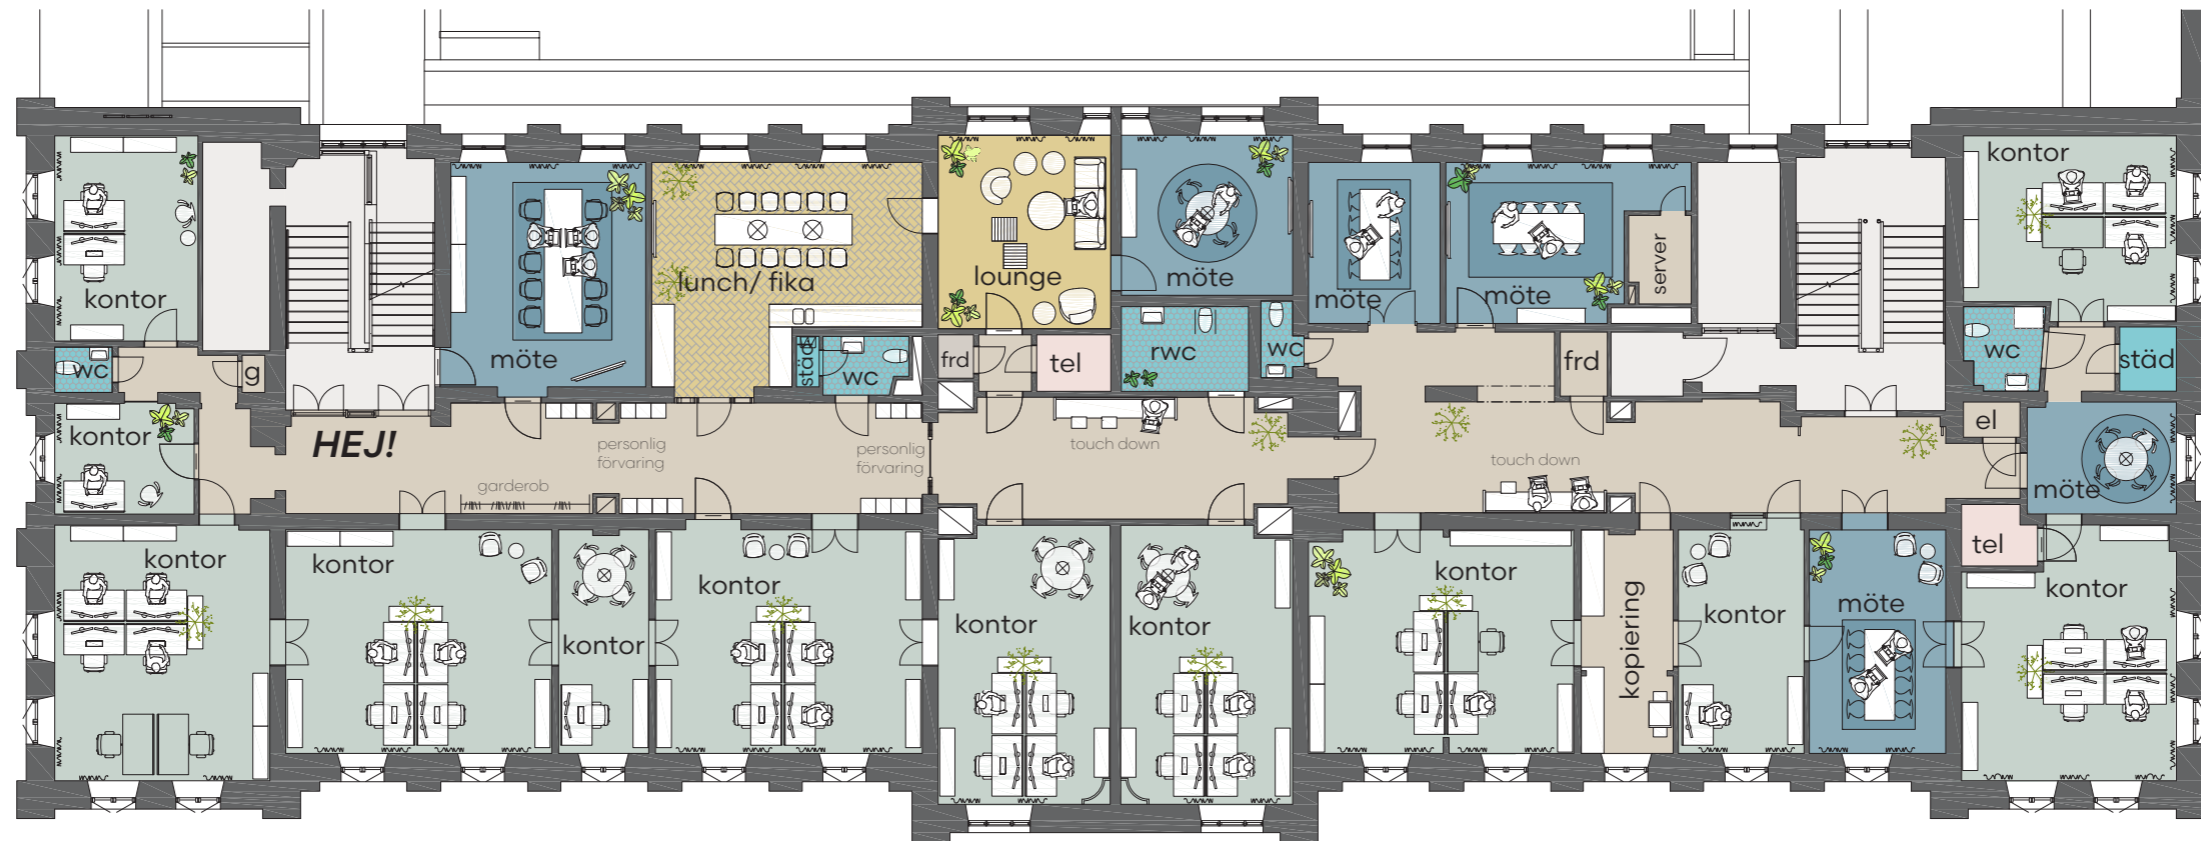 kontor
kontor
lunch/ fika
lounge
möte
möte
möte
server
möte
städ
wc
frd
tel
rwc
wc
frd
wc
städ
wc
g
kontor
HEJ!
personlig
förvaring
personlig
förvaring
touch down
touch down
garderob
el
möte
tel
kontor
kontor
kontor
kontor
kontor
kontor
kontor
kopiering
kontor
möte
kontor